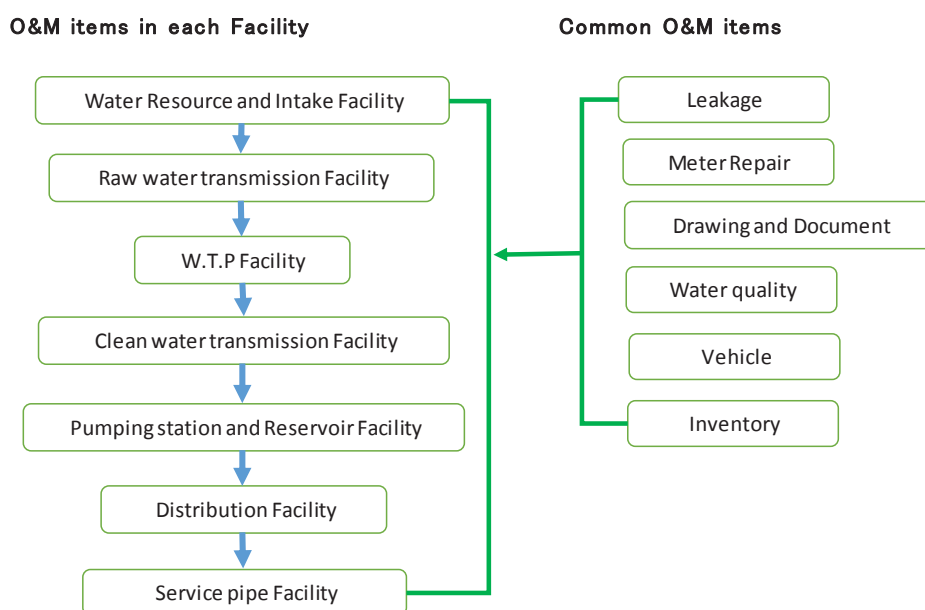 O&M items in each Facility
Water Resource and Intake Facility
Raw water transmission Facility
W.T.P Facility
Clean water transmission Facility
Pumping station and Reservoir Facility
Distribution Facility
Service pipe Facility
Common O&M items
Leakage
Meter Repair
Drawing and Document
Water quality
Vehicle
Inventory